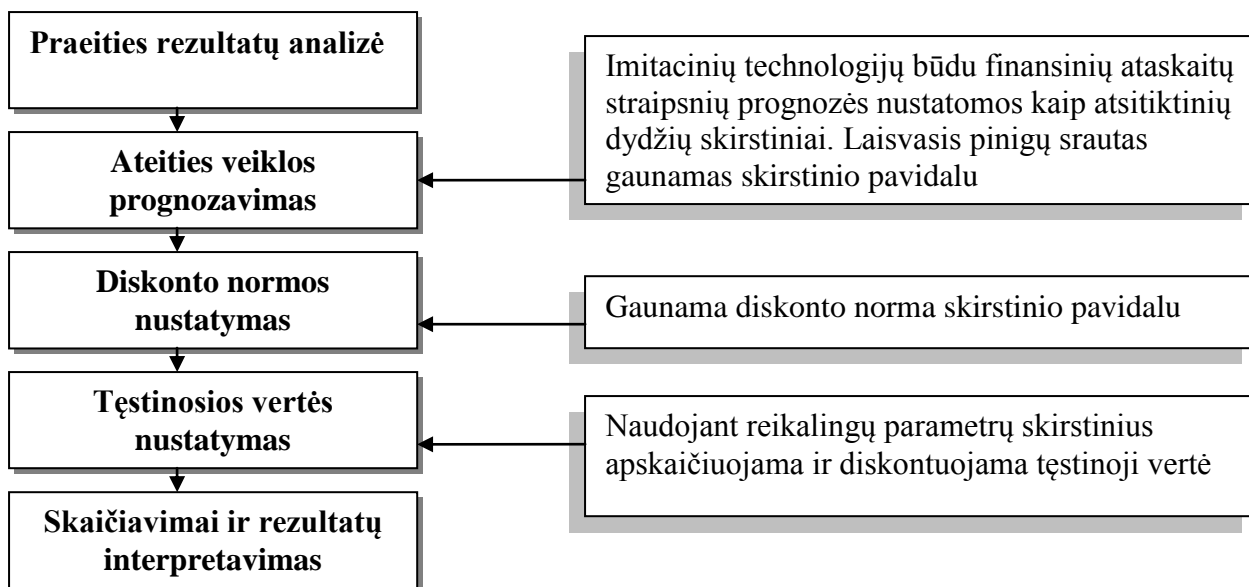 Praeities rezultatų analizė
Imitacinių technologijų būdu finansinių ataskaitų
straipsnių prognozės nustatomos kaip atsitiktinių
dydžių skirstiniai. Laisvasis pinigų srautas
gaunamas skirstinio pavidalu
Ateities veiklos
prognozavimas
Diskonto normos
nustatymas
Gaunama diskonto norma skirstinio pavidalu
Tęstinosios vertės
nustatymas
Naudojant reikalingų parametrų skirstinius
apskaičiuojama ir diskontuojama tęstinoji vertė
Skaičiavimai ir rezultatų
interpretavimas